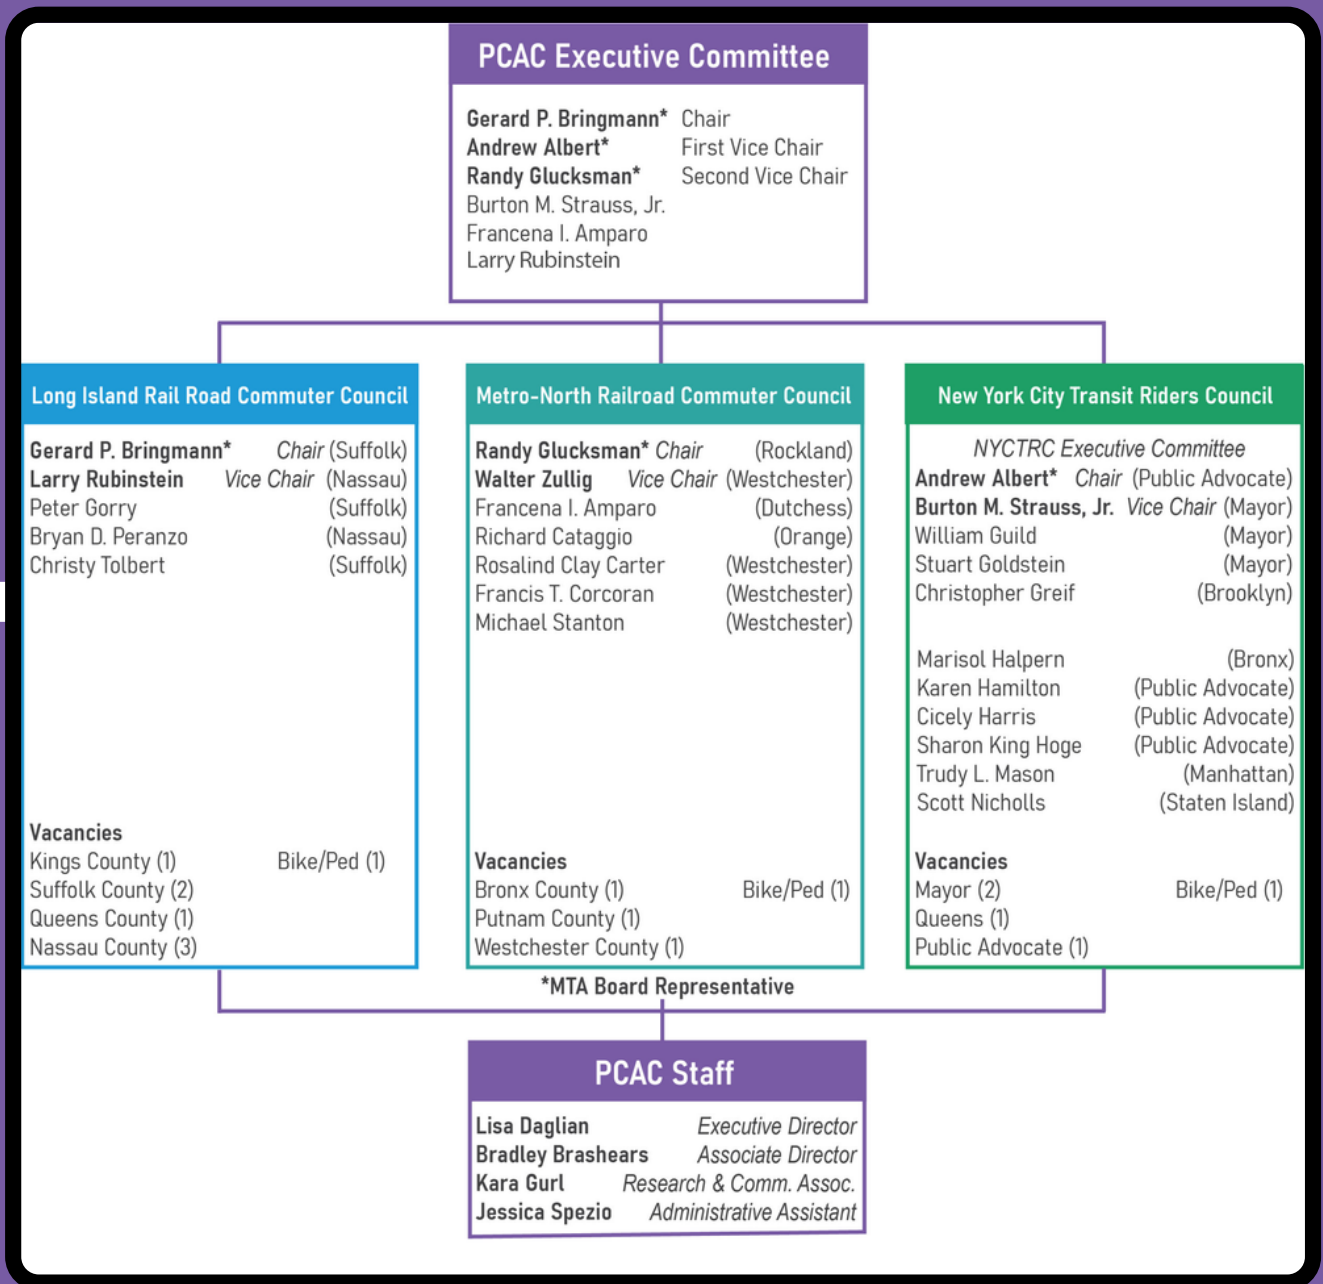 PCAC Executive Committee
Gerard P. Bringmann* Chair
Andrew Albert* First Vice Chair
Randy Glucksman* Second Vice Chair
Burton M. Strauss, Jr.
Francena I. Amparo
Larry Rubinstein
Long Island Rail Road Commuter Council
Gerard P. Bringmann* Chair (Suffolk)
Larry Rubinstein Vice Chair (Nassau)
Peter Gorry (Suffolk)
Bryan D. Peranzo (Nassau)
Christy Tolbert (Suffolk)
Vacancies
Kings County (1) Bike/Ped (1)
Suffolk County (2)
Queens County (1)
Nassau County (3)
Metro-North Railroad Commuter Council
Randy Glucksman* Chair (Rockland)
Walter Zullig Vice Chair (Westchester)
Francena I. Amparo (Dutchess)
Richard Cataggio (Orange)
Rosalind Clay Carter (Westchester)
Francis T. Corcoran (Westchester)
Michael Stanton (Westchester)
Vacancies
Bronx County (1) Bike/Ped (1)
Putnam County (1)
Westchester County (1)
New York City Transit Riders Council
NYCTRC Executive Committee
Andrew Albert* Chair (Public Advocate)
Burton M. Strauss, Jr. Vice Chair (Mayor)
William Guild (Mayor)
Stuart Goldstein (Mayor)
Christopher Greif (Brooklyn)
Marisol Halpern (Bronx)
Karen Hamilton (Public Advocate)
Cicely Harris (Public Advocate)
Sharon King Hoge (Public Advocate)
Trudy L. Mason (Manhattan)
Scott Nicholls (Staten Island)
Vacancies
Mayor (2) Bike/Ped (1)
Queens (1)
Public Advocate (1)
*MTA Board Representative
PCAC Staff
Lisa Daglian Executive Director
Bradley Brashears Associate Director
Kara Gurl Research & Comm. Assoc.
Jessica Spezio Administrative Assistant